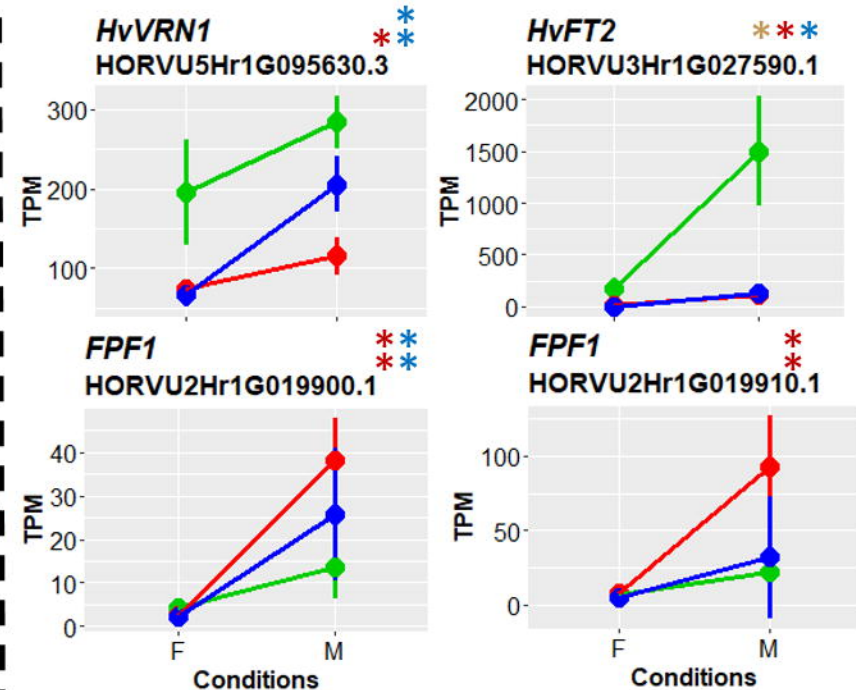 HvVRN1 * * *
HORVU5Hr1G095630.3
TPM
300
200
100
HvFT2 * * *
HORVU3Hr1G027590.1
TPM
2000
1500
1000
500
0
FPF1 * * * *
HORVU2Hr1G019900.1
TPM
40
30
20
10
0
F M
Conditions
FPF1 * *
HORVU2Hr1G019910.1
TPM
100
50
0
F M
Conditions